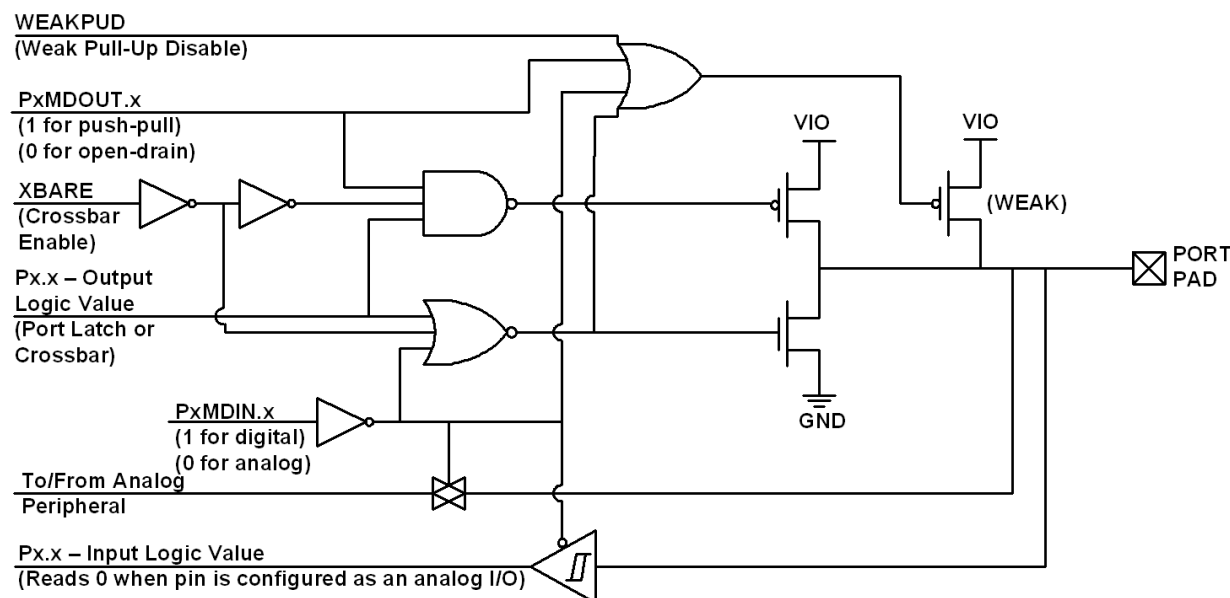 WEAKPUD
(Weak Pull-Up Disable)
PxMDOUT.x
(1 for push-pull)
(0 for open-drain)
XBARE
(Crossbar
Enable)
Px.x – Output
Logic Value
(Port Latch or
Crossbar)
PxMDIN.x
(1 for digital)
(0 for analog)
To/From Analog
Peripheral
Px.x – Input Logic Value
(Reads 0 when pin is configured as an analog I/O)
VIO
VIO
(WEAK)
GND
PORT
PAD